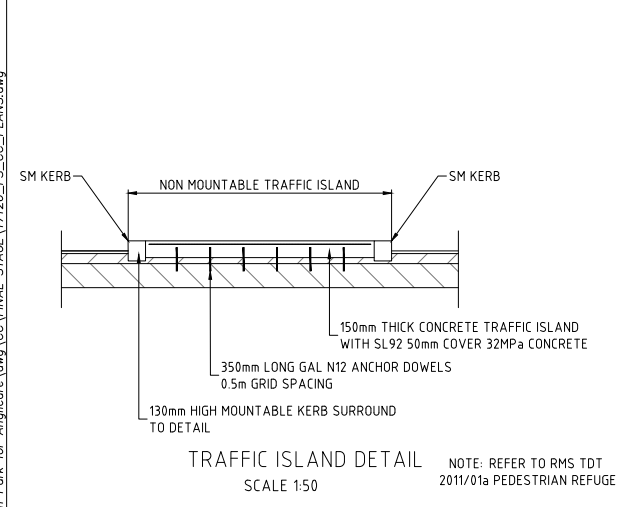 SM KERB
NON MOUNTABLE TRAFFIC ISLAND
SM KERB
150mm THICK CONCRETE TRAFFIC ISLAND
WITH SL92 50mm COVER 32MPa CONCRETE
350mm LONG GAL N12 ANCHOR DOWELS
0.5m GRID SPACING
130mm HIGH MOUNTABLE KERB SURROUND
TO DETAIL
TRAFFIC ISLAND DETAIL
SCALE 1:50
NOTE: REFER TO RMS TDT
2011/01a PEDESTRIAN REFUGE